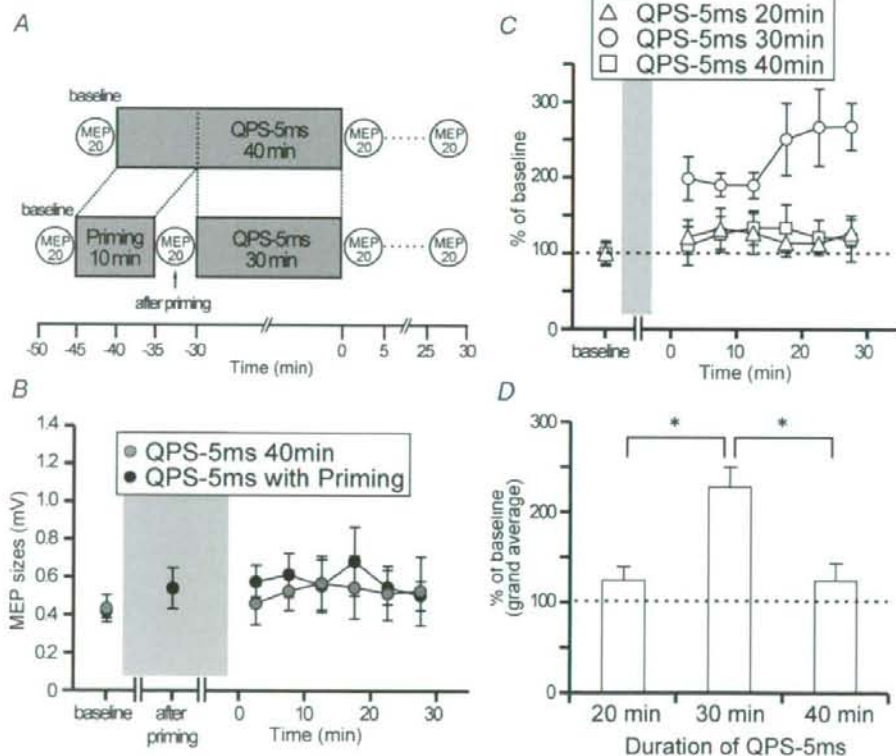 A
baseline
MEP
20
QPS-5ms
40 min
MEP
20
MEP
20
baseline
MEP
20
Priming
10 min
MEP
20
QPS-5ms
30 min
MEP
20
MEP
20
after priming
-50 -45 -40 -35 -30 0 5 25 30
Time (min)
B
1.4
1.2
1.0
0.8
0.6
0.4
0.2
0
MEP sizes (mV)
QPS-5ms 40min
QPS-5ms with Priming
baseline after priming 0 10 20 30
Time (min)
C
QPS-5ms 20min
QPS-5ms 30min
QPS-5ms 40min
300
200
100
0
% of baseline
baseline 0 10 20 30
Time (min)
D
300
200
100
0
% of baseline
(grand average)
* *
20 min 30 min 40 min
Duration of QPS-5ms